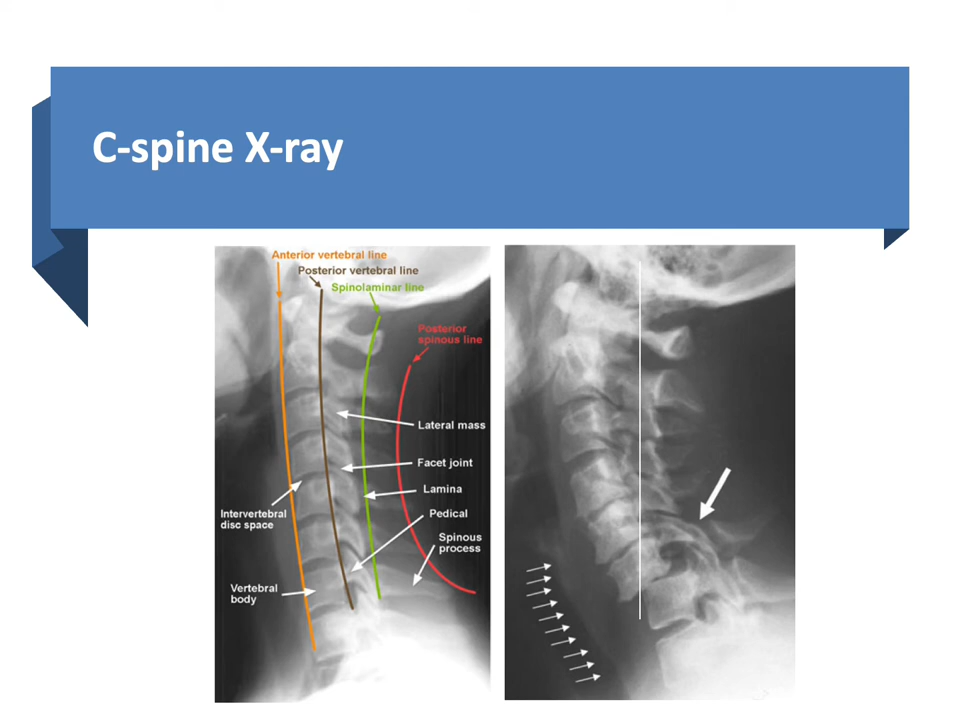 C-spine X-ray
Anterior vertebral line
Posterior vertebral line
Spinolaminar line
Posterior
spinous line
Lateral mass
Facet joint
Lamina
Intervertebral
disc space
Pedical
Spinous
process
Vertebral
body